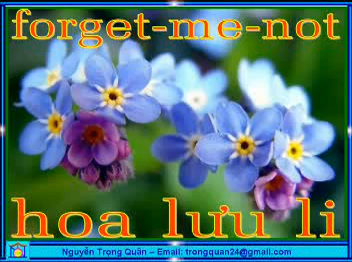 forget-me-not
hoa lưu li
Nguyễn Trọng Quân – Email: trongquan24@gmail.com